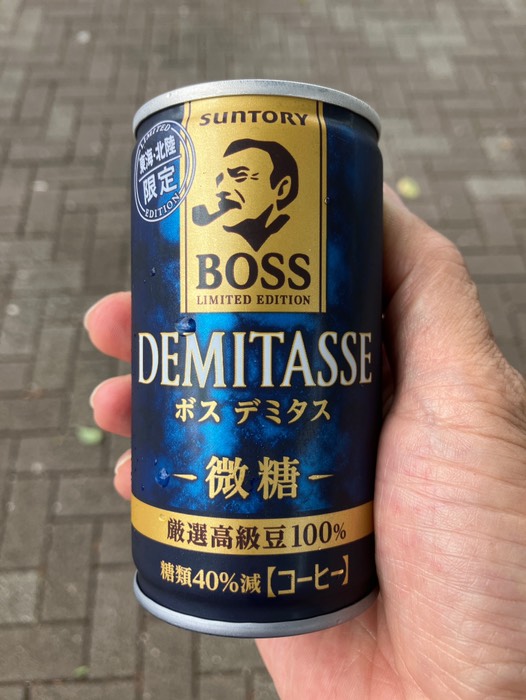 SUNTORY
LIMITED
東海・北陸
限定
EDITION
BOSS
LIMITED EDITION
DEMITASSE
ボス デミタス
微糖
厳選高級豆100%
糖類40%減【コーヒー】